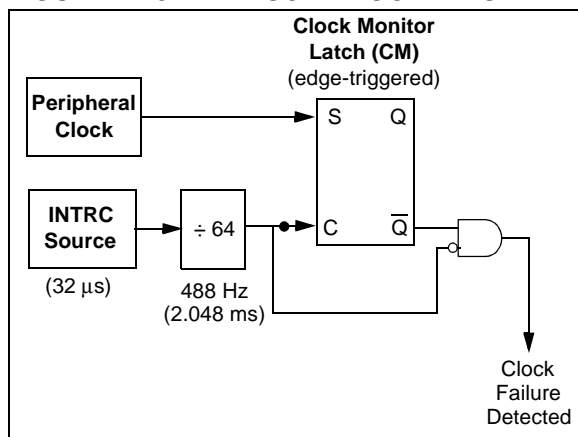 Clock Monitor
Latch (CM)
(edge-triggered)
Peripheral
Clock
S Q
INTRC
Source
÷ 64
C Q̅
(32 μs)
488 Hz
(2.048 ms)
Clock
Failure
Detected